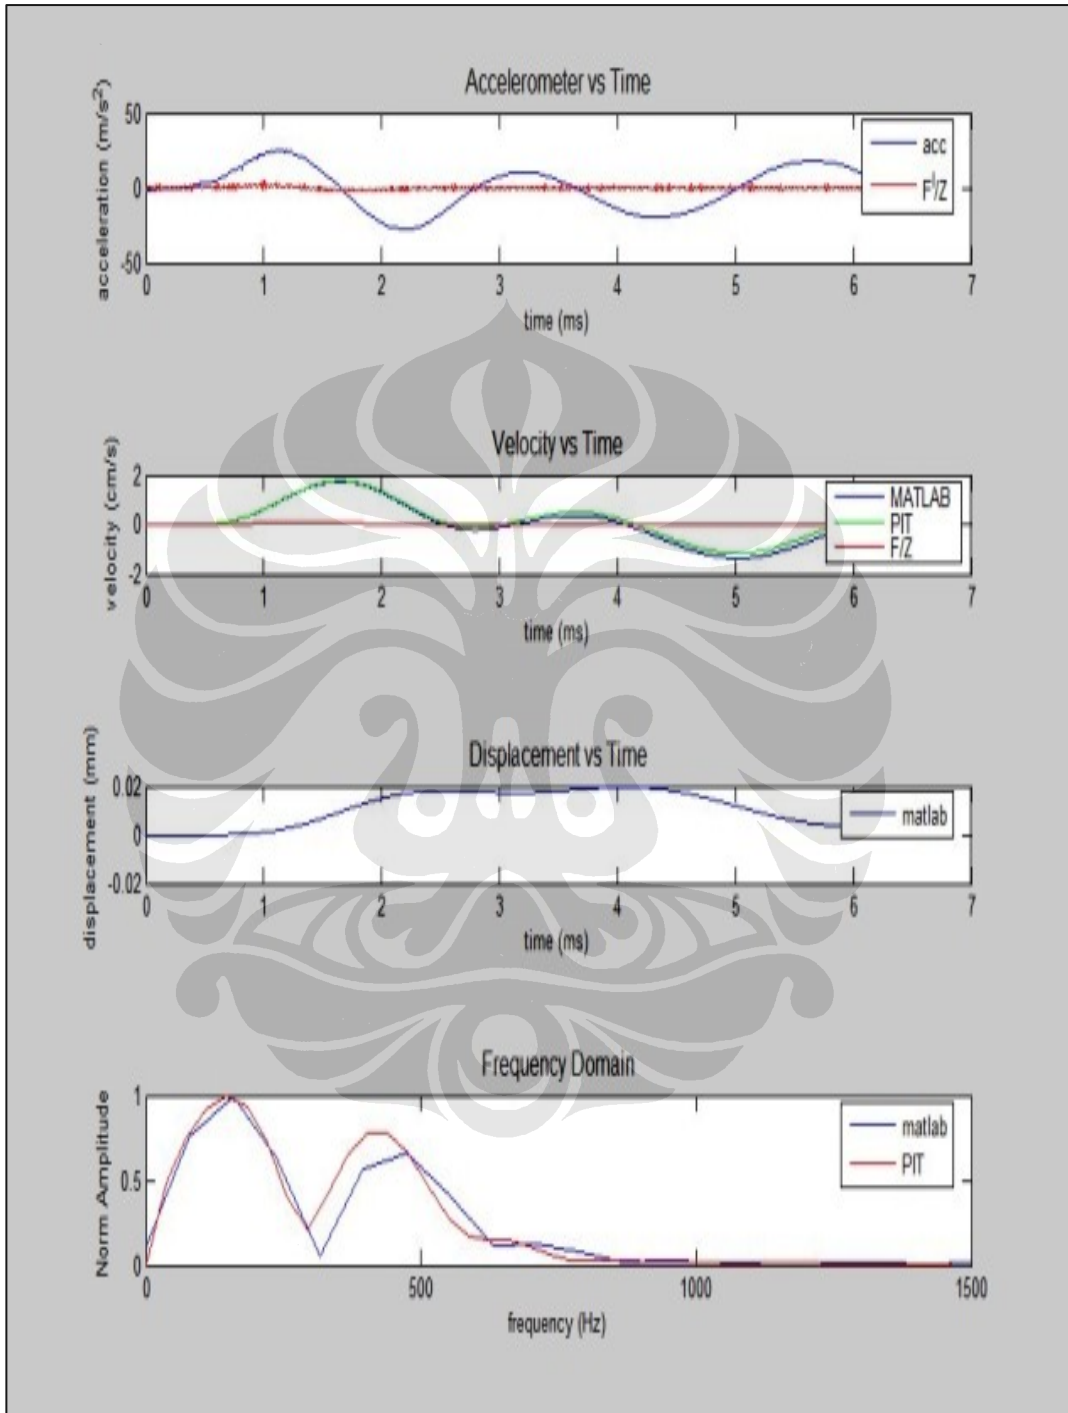 Accelerometer vs Time
acceleration (m/s²)
50
0
-50
acc
F/Z
0 1 2 3 4 5 6 7
time (ms)
Velocity vs Time
velocity (cm/s)
2
0
-2
MATLAB
PIT
F/Z
0 1 2 3 4 5 6 7
time (ms)
Displacement vs Time
displacement (mm)
0.02
0
-0.02
matlab
0 1 2 3 4 5 6 7
time (ms)
Frequency Domain
Norm Amplitude
1
0.5
0
matlab
PIT
0 500 1000 1500
frequency (Hz)